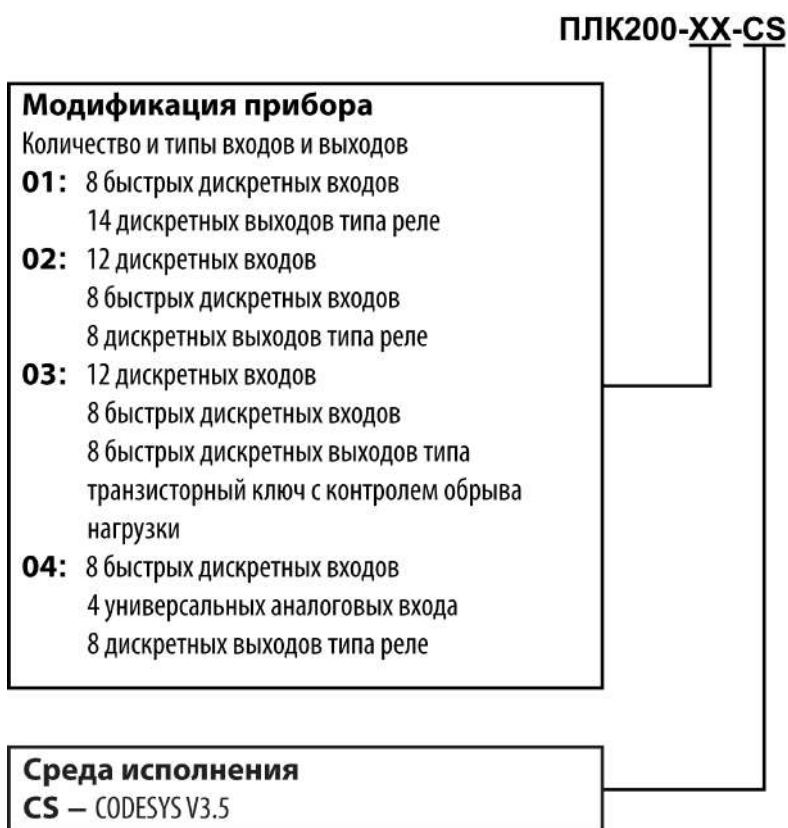 ПЛК200-XX-CS
Модификация прибора
Количество и типы входов и выходов
01: 8 быстрых дискретных входов
14 дискретных выходов типа реле
02: 12 дискретных входов
8 быстрых дискретных входов
8 дискретных выходов типа реле
03: 12 дискретных входов
8 быстрых дискретных входов
8 быстрых дискретных выходов типа
транзисторный ключ с контролем обрыва
нагрузки
04: 8 быстрых дискретных входов
4 универсальных аналоговых входа
8 дискретных выходов типа реле
Среда исполнения
CS – CODESYS V3.5